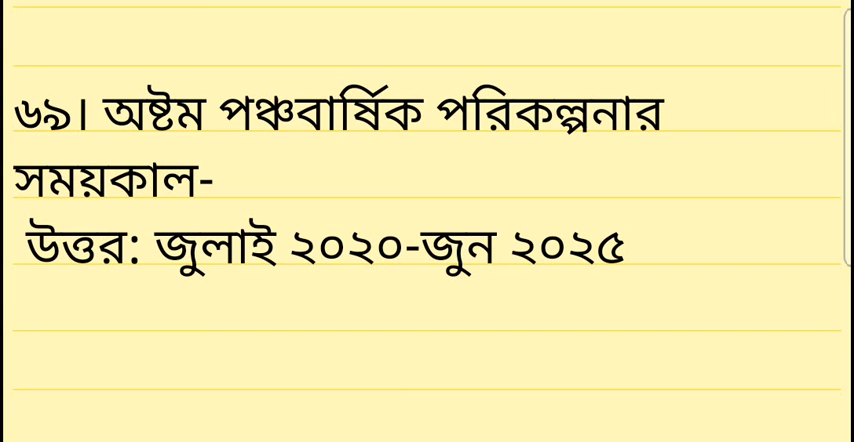 ৬৯। অষ্টম পঞ্চবার্ষিক পরিকল্পনার
সময়কাল-
উত্তর: জুলাই ২০২০-জুন ২০২৫